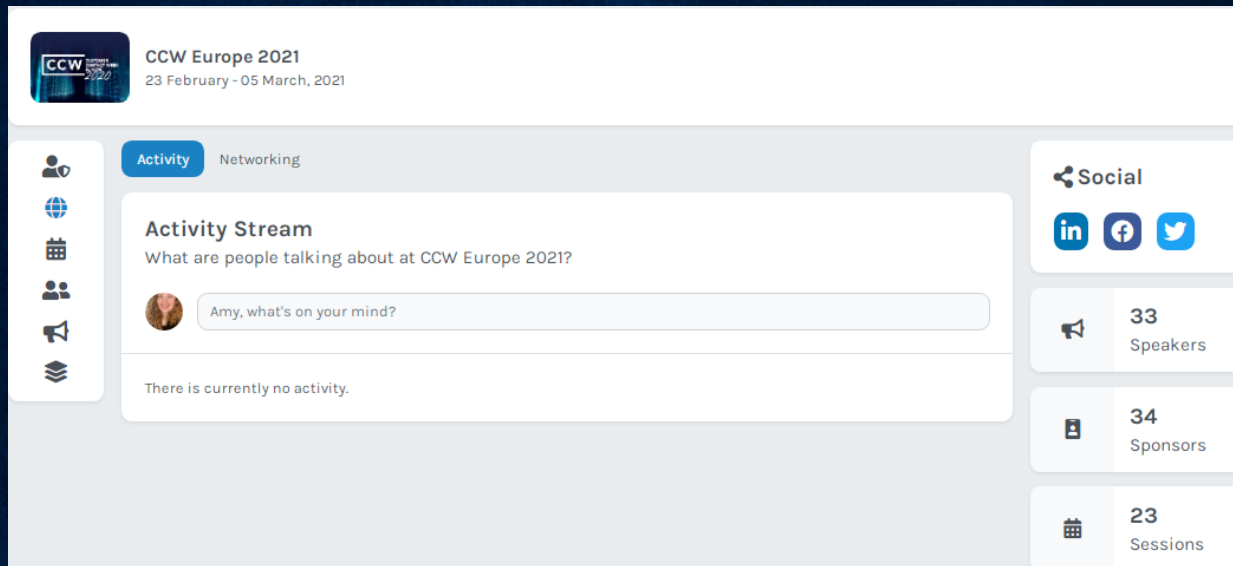 CCW
2020
CCW Europe 2021
23 February - 05 March, 2021
Activity
Networking
Activity Stream
What are people talking about at CCW Europe 2021?
Amy, what's on your mind?
There is currently no activity.
Social
in
33
Speakers
34
Sponsors
23
Sessions